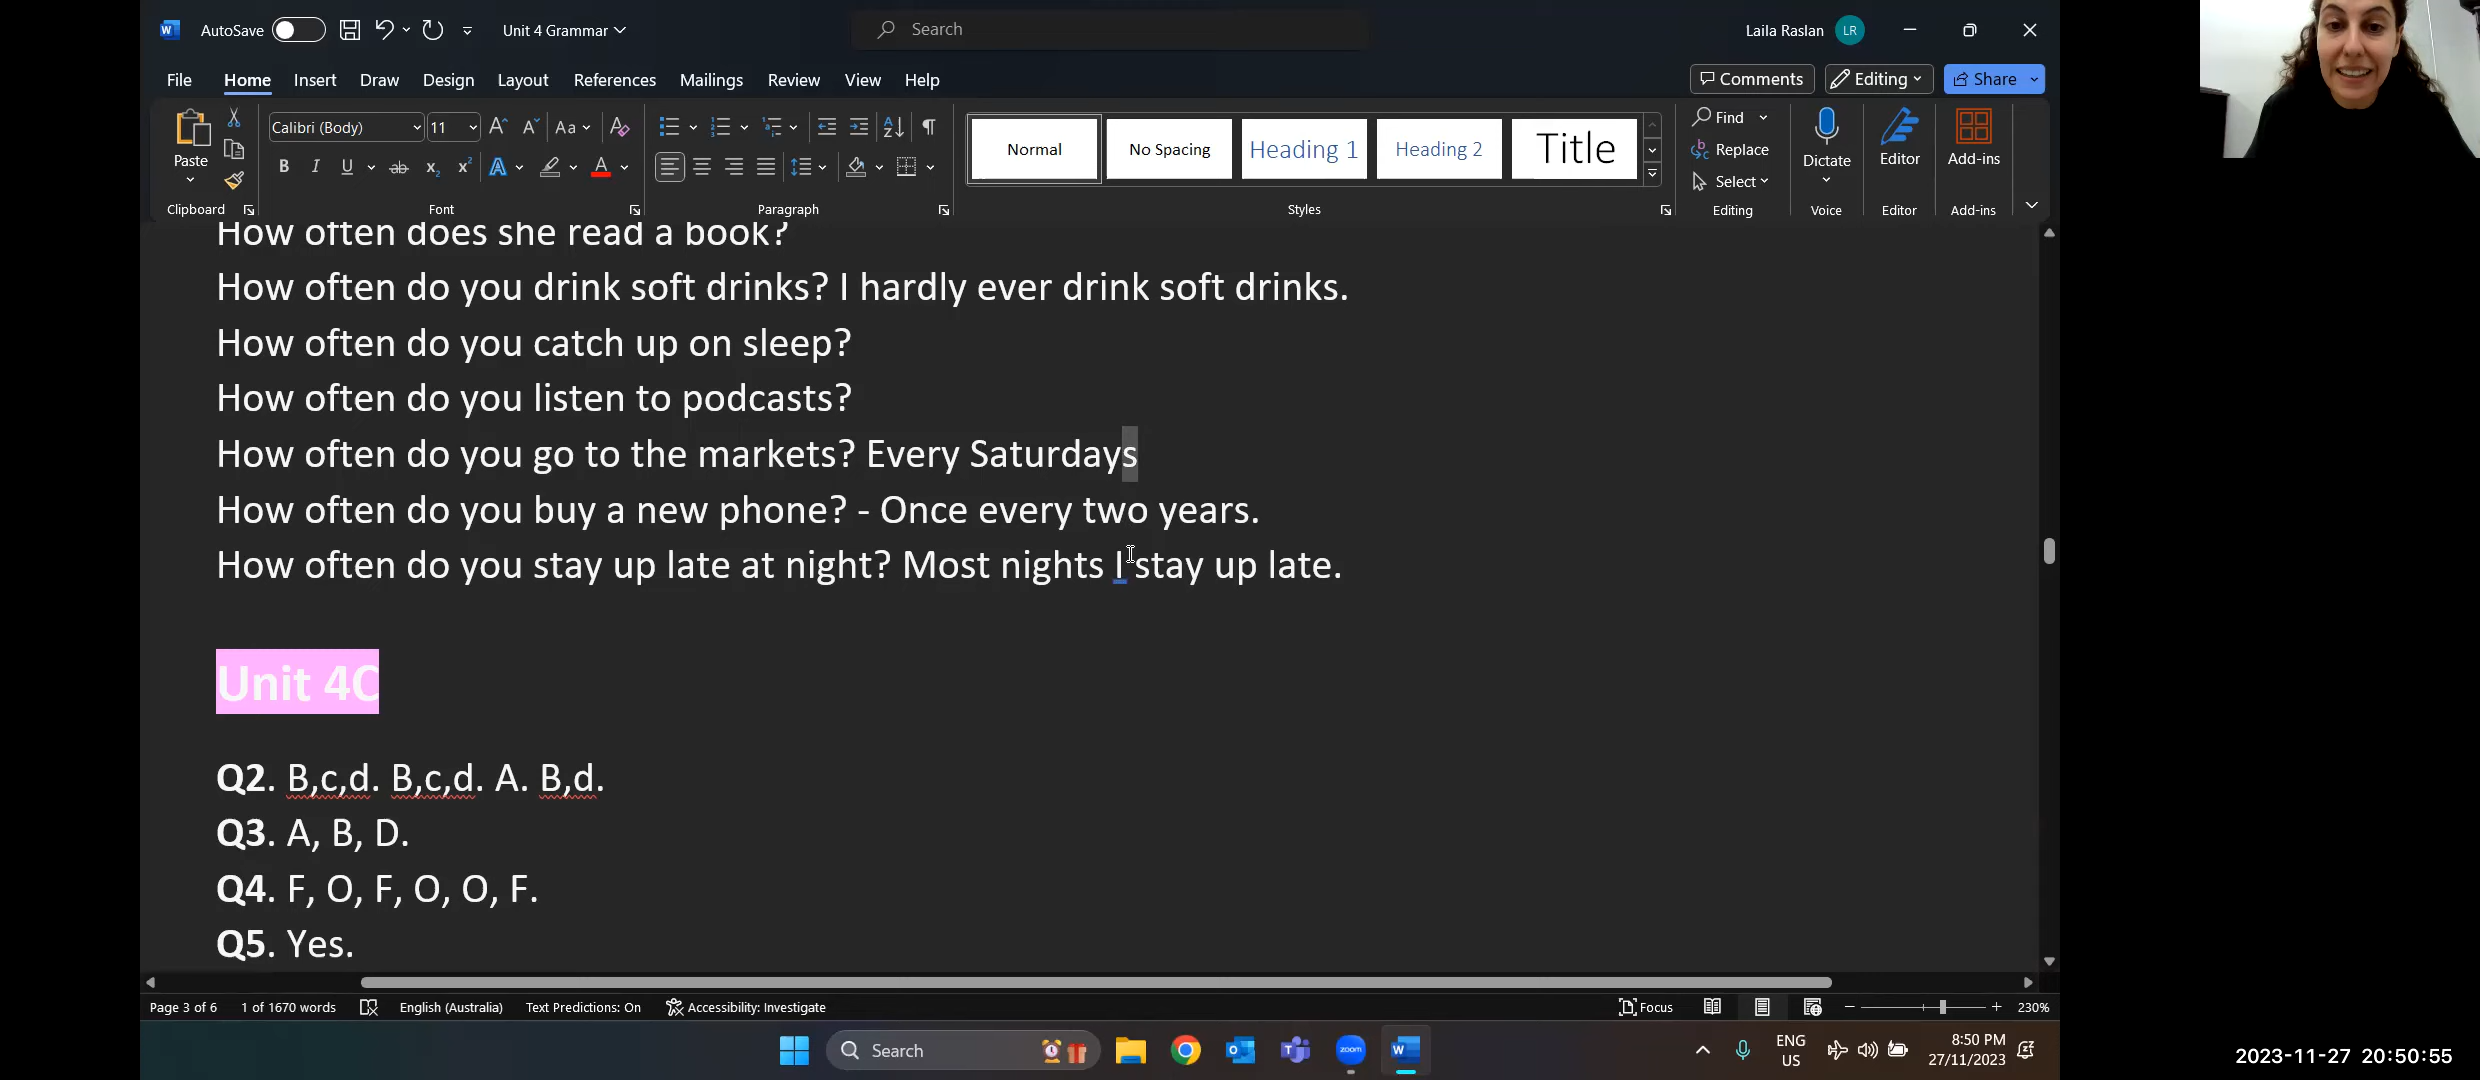 AutoSave
Unit 4 Grammar
Search
Laila Raslan
LR
File
Home
Insert
Draw
Design
Layout
References
Mailings
Review
View
Help
Comments
Editing
Share
Paste
Clipboard
Calibri (Body)
11
Font
Paragraph
Normal
No Spacing
Heading 1
Heading 2
Title
Styles
Find
Replace
Select
Editing
Dictate
Voice
Editor
Editor
Add-ins
Add-ins
How often does she read a book?
How often do you drink soft drinks? I hardly ever drink soft drinks.
How often do you catch up on sleep?
How often do you listen to podcasts?
How often do you go to the markets? Every Saturdays
How often do you buy a new phone? - Once every two years.
How often do you stay up late at night? Most nights I stay up late.
Unit 4C
Q2. B,c,d. B,c,d. A. B,d.
Q3. A, B, D.
Q4. F, O, F, O, O, F.
Q5. Yes.
Page 3 of 6
1 of 1670 words
English (Australia)
Text Predictions: On
Accessibility: Investigate
Focus
230%
Search
zoom
ENG
US
8:50 PM
27/11/2023
2023-11-27 20:50:55